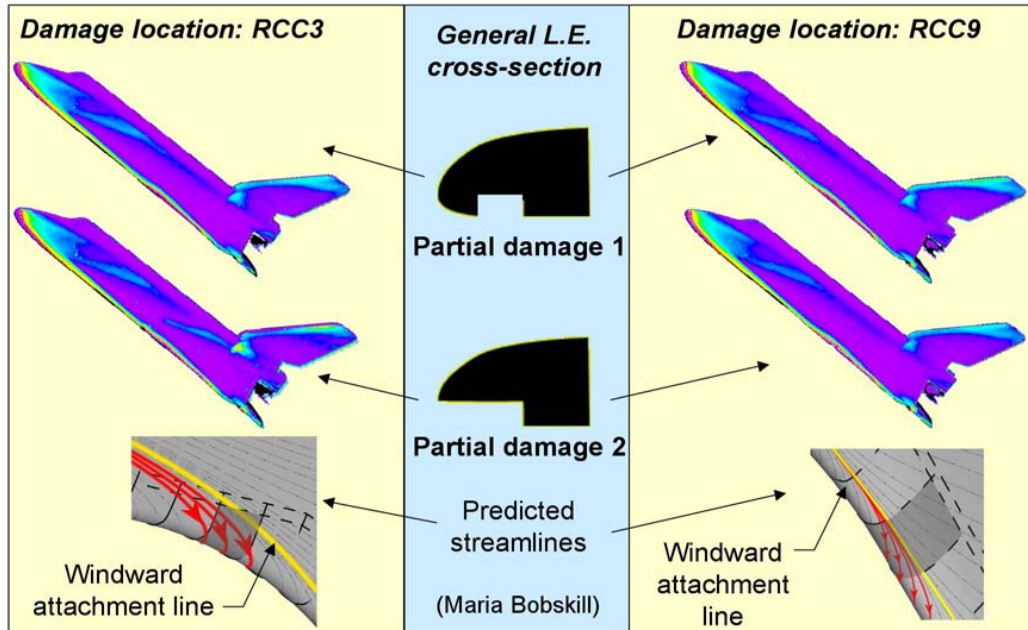 Damage location: RCC3
General L.E.
cross-section
Damage location: RCC9
Partial damage 1
Partial damage 2
Predicted
streamlines
(Maria Bobskill)
Windward
attachment line
Windward
attachment
line